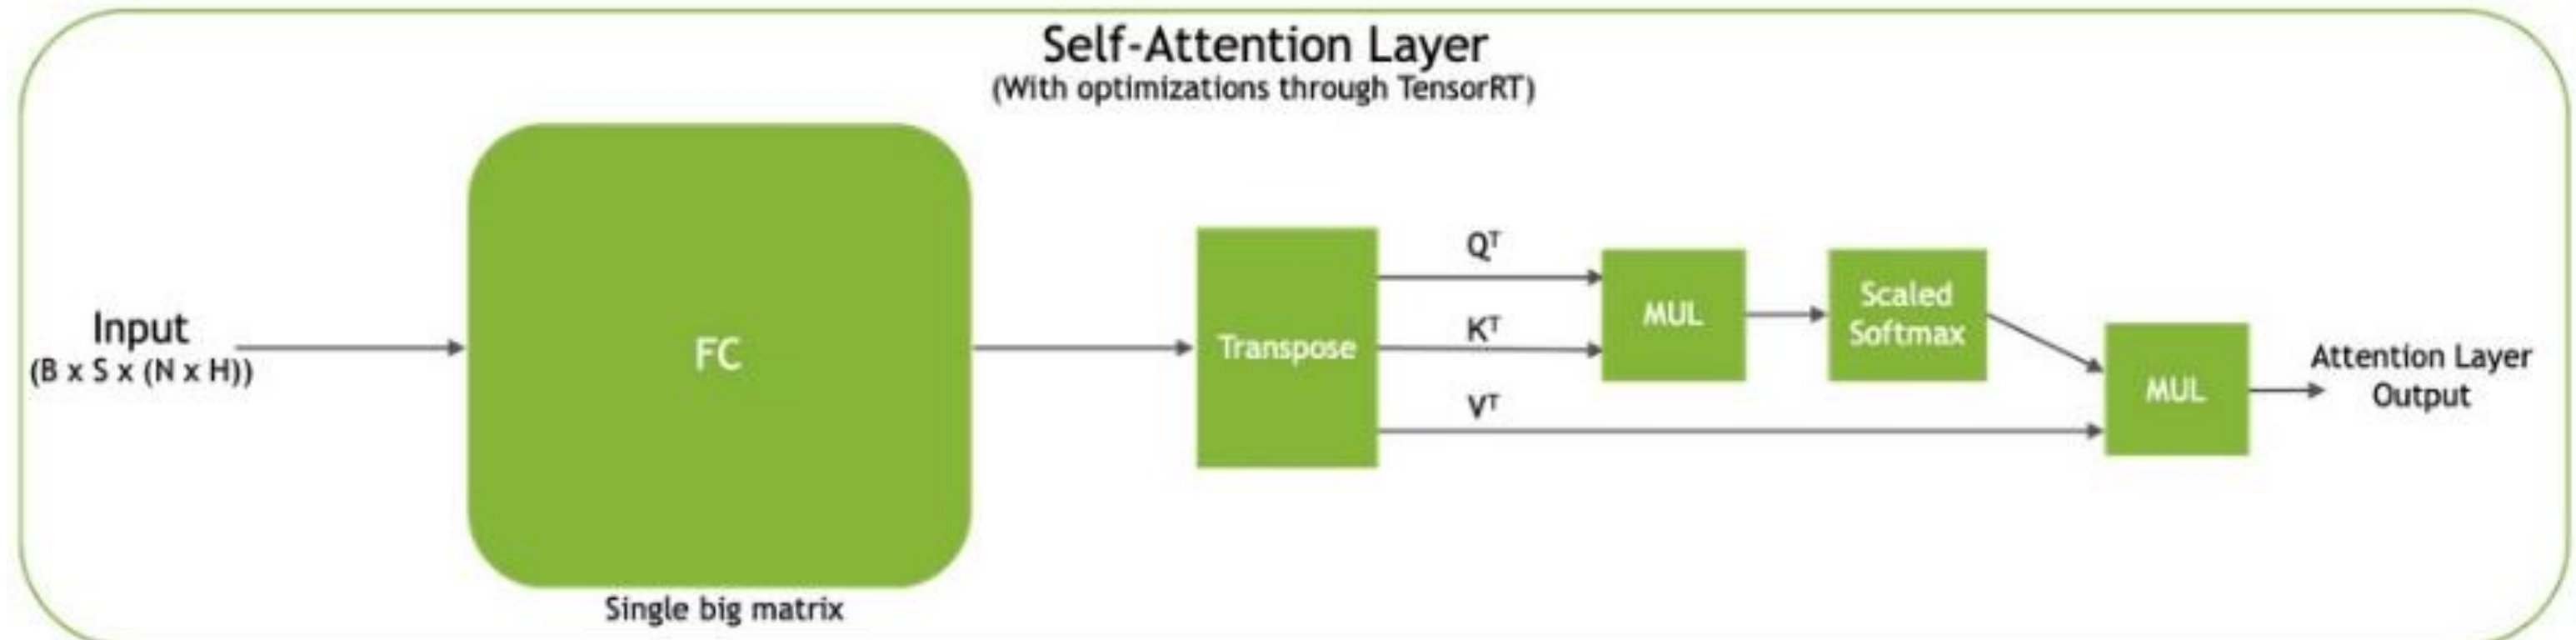 Self-Attention Layer
(With optimizations through TensorRT)
Input
(B x S x (N x H))
FC
Single big matrix
Transpose
Qᵀ
Kᵀ
Vᵀ
MUL
Scaled
Softmax
MUL
Attention Layer
Output